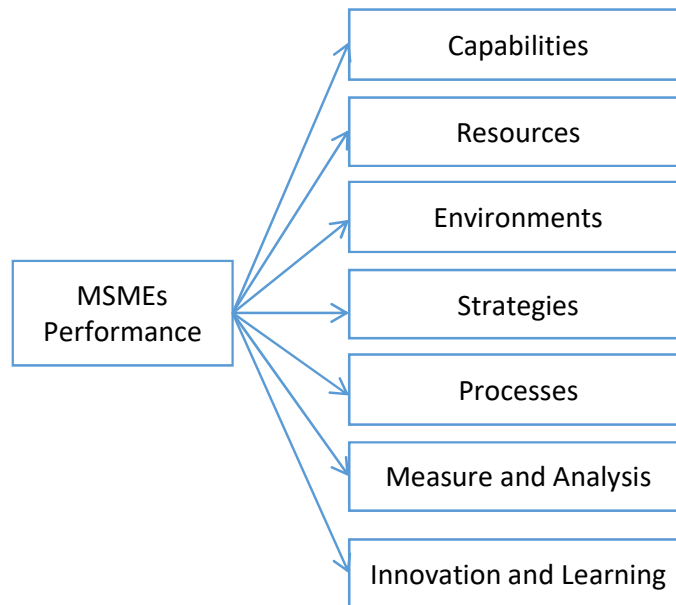 Capabilities
Resources
Environments
MSMEs
Performance
Strategies
Processes
Measure and Analysis
Innovation and Learning